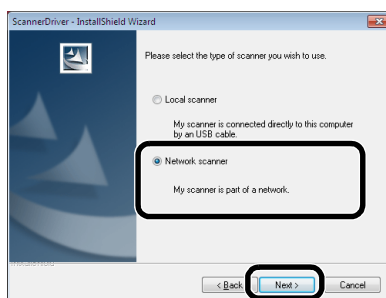 ScannerDriver - InstallShield Wizard
Please select the type of scanner you wish to use.
Local scanner
My scanner is connected directly to this computer
by an USB cable.
Network scanner
My scanner is part of a network.
InstallShield
< Back
Next >
Cancel